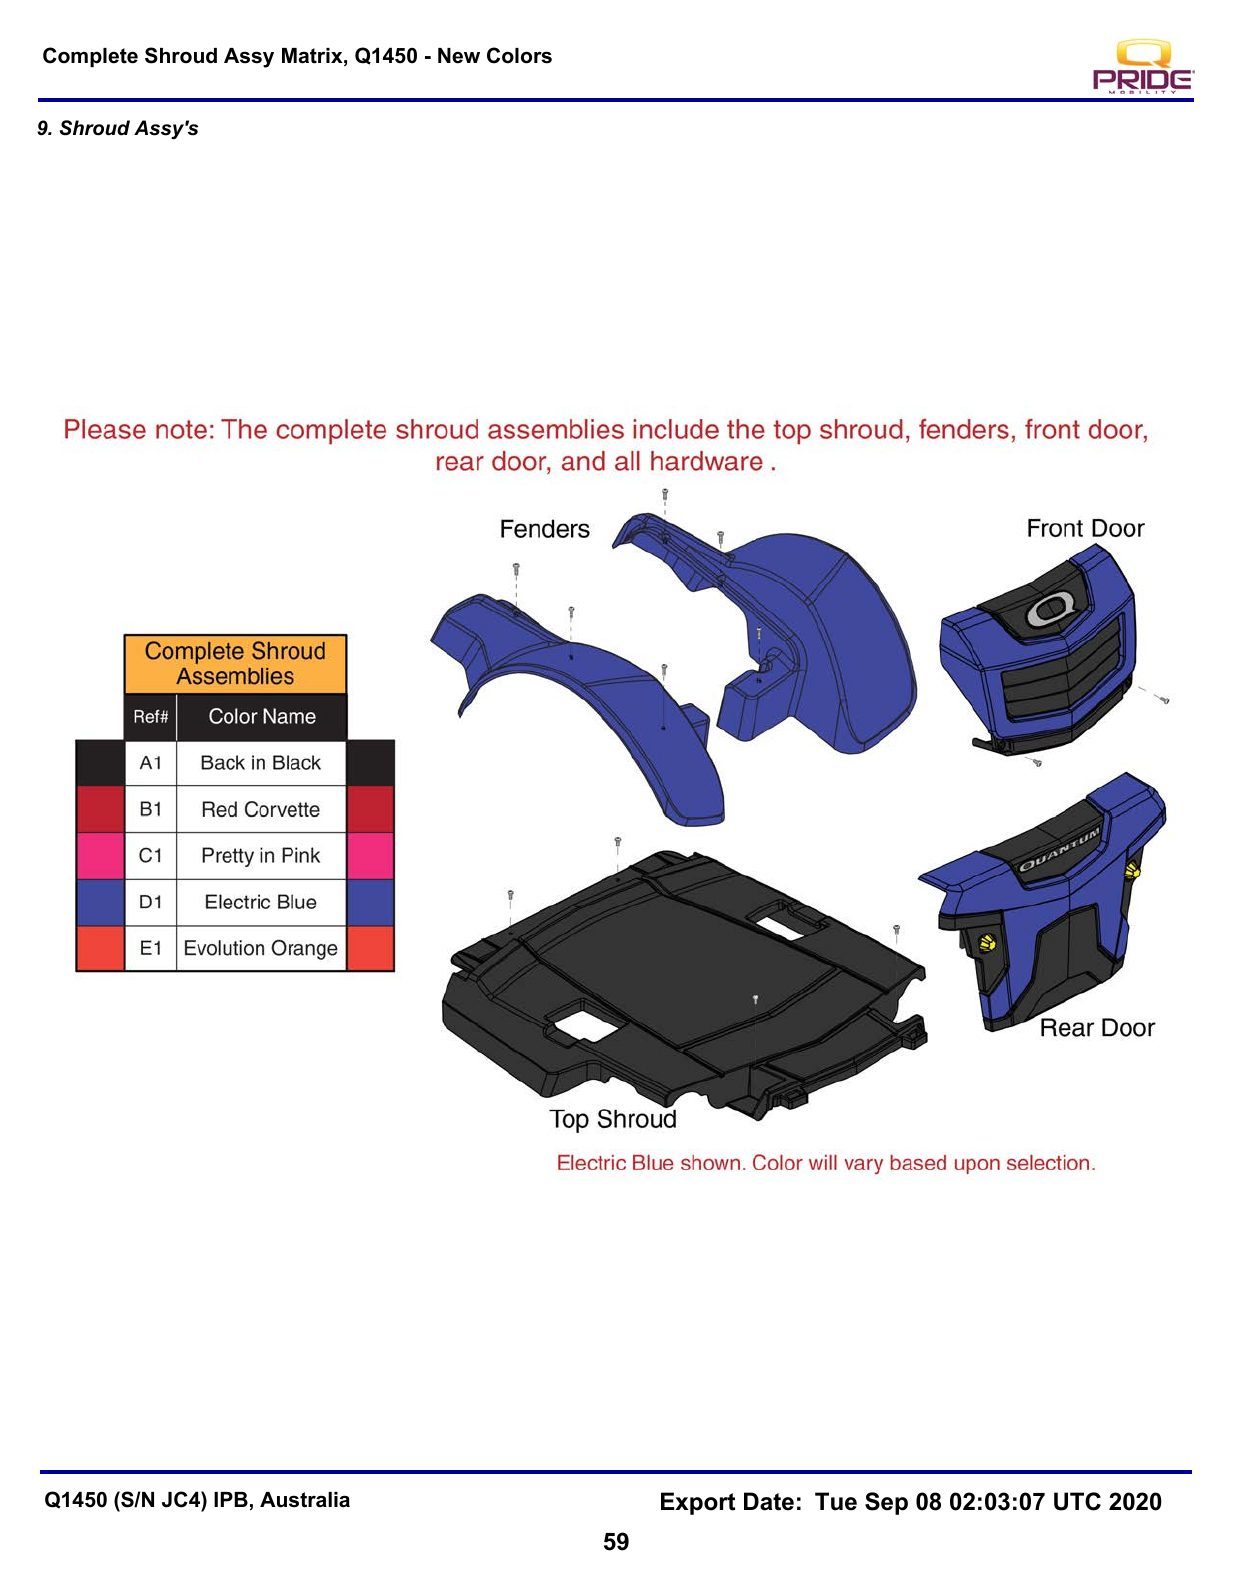 Complete Shroud Assy Matrix, Q1450 - New Colors
Q
PRIDE
MOBILITY
9. Shroud Assy's
Please note: The complete shroud assemblies include the top shroud, fenders, front door,
rear door, and all hardware .
Fenders
Front Door
Q
Complete Shroud
Assemblies
Ref# Color Name
A1 Back in Black
B1 Red Corvette
C1 Pretty in Pink
D1 Electric Blue
E1 Evolution Orange
QUANTUM
Rear Door
Top Shroud
Electric Blue shown. Color will vary based upon selection.
Q1450 (S/N JC4) IPB, Australia
Export Date: Tue Sep 08 02:03:07 UTC 2020
59